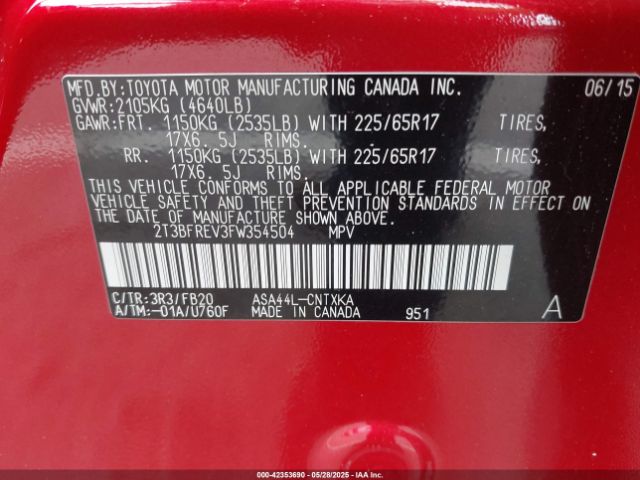 MFD.BY:TOYOTA MOTOR MANUFACTURING CANADA INC. 06/15
GVWR:2105KG (4640LB)
GAWR:FRT. 1150KG (2535LB) WITH 225/65R17 TIRES,
17X6. 5J RIMS.
RR. 1150KG (2535LB) WITH 225/65R17 TIRES,
17X6. 5J RIMS.
THIS VEHICLE CONFORMS TO ALL APPLICABLE FEDERAL MOTOR
VEHICLE SAFETY AND THEFT PREVENTION STANDARDS IN EFFECT ON
THE DATE OF MANUFACTURE SHOWN ABOVE.
2T3BFREV3FW354504 MPV
C/TR:3R3/FB20 ASA44L-CNTXKA A
A/TM:-01A/U760F MADE IN CANADA 951
000-42353690 - 05/28/2025 - IAAI.com